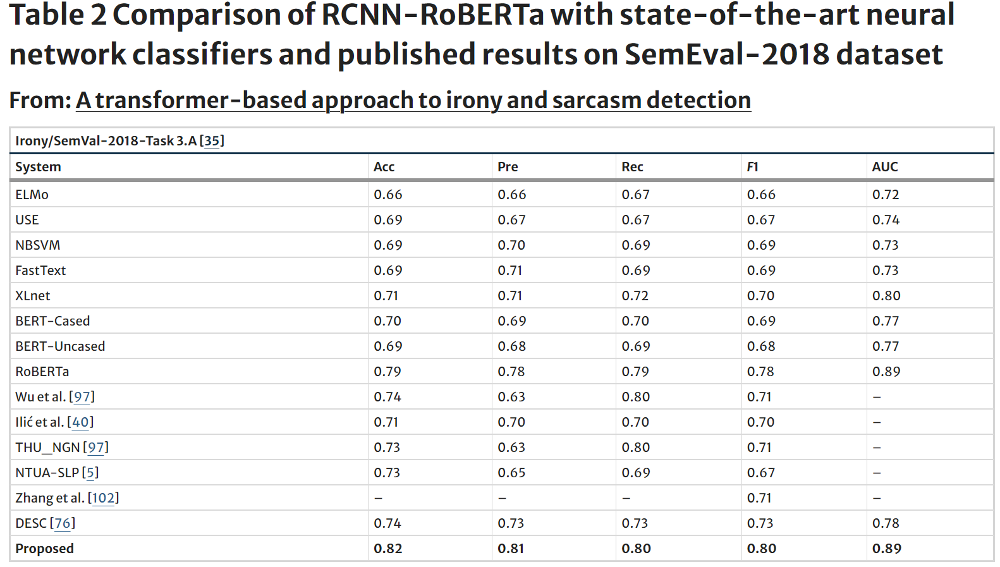 Table 2 Comparison of RCNN-RoBERTa with state-of-the-art neural
network classifiers and published results on SemEval-2018 dataset
From: A transformer-based approach to irony and sarcasm detection
Irony/SemVal-2018-Task 3.A [35]
System Acc Pre Rec F1 AUC
ELMo 0.66 0.66 0.67 0.66 0.72
USE 0.69 0.67 0.67 0.67 0.74
NBSVM 0.69 0.70 0.69 0.69 0.73
FastText 0.69 0.71 0.69 0.69 0.73
XLnet 0.71 0.71 0.72 0.70 0.80
BERT-Cased 0.70 0.69 0.70 0.69 0.77
BERT-Uncased 0.69 0.68 0.69 0.68 0.77
RoBERTa 0.79 0.78 0.79 0.78 0.89
Wu et al. [97] 0.74 0.63 0.80 0.71 –
Ilić et al. [40] 0.71 0.70 0.70 0.70 –
THU_NGN [97] 0.73 0.63 0.80 0.71 –
NTUA-SLP [5] 0.73 0.65 0.69 0.67 –
Zhang et al. [102] – – – 0.71 –
DESC [76] 0.74 0.73 0.73 0.73 0.78
Proposed 0.82 0.81 0.80 0.80 0.89